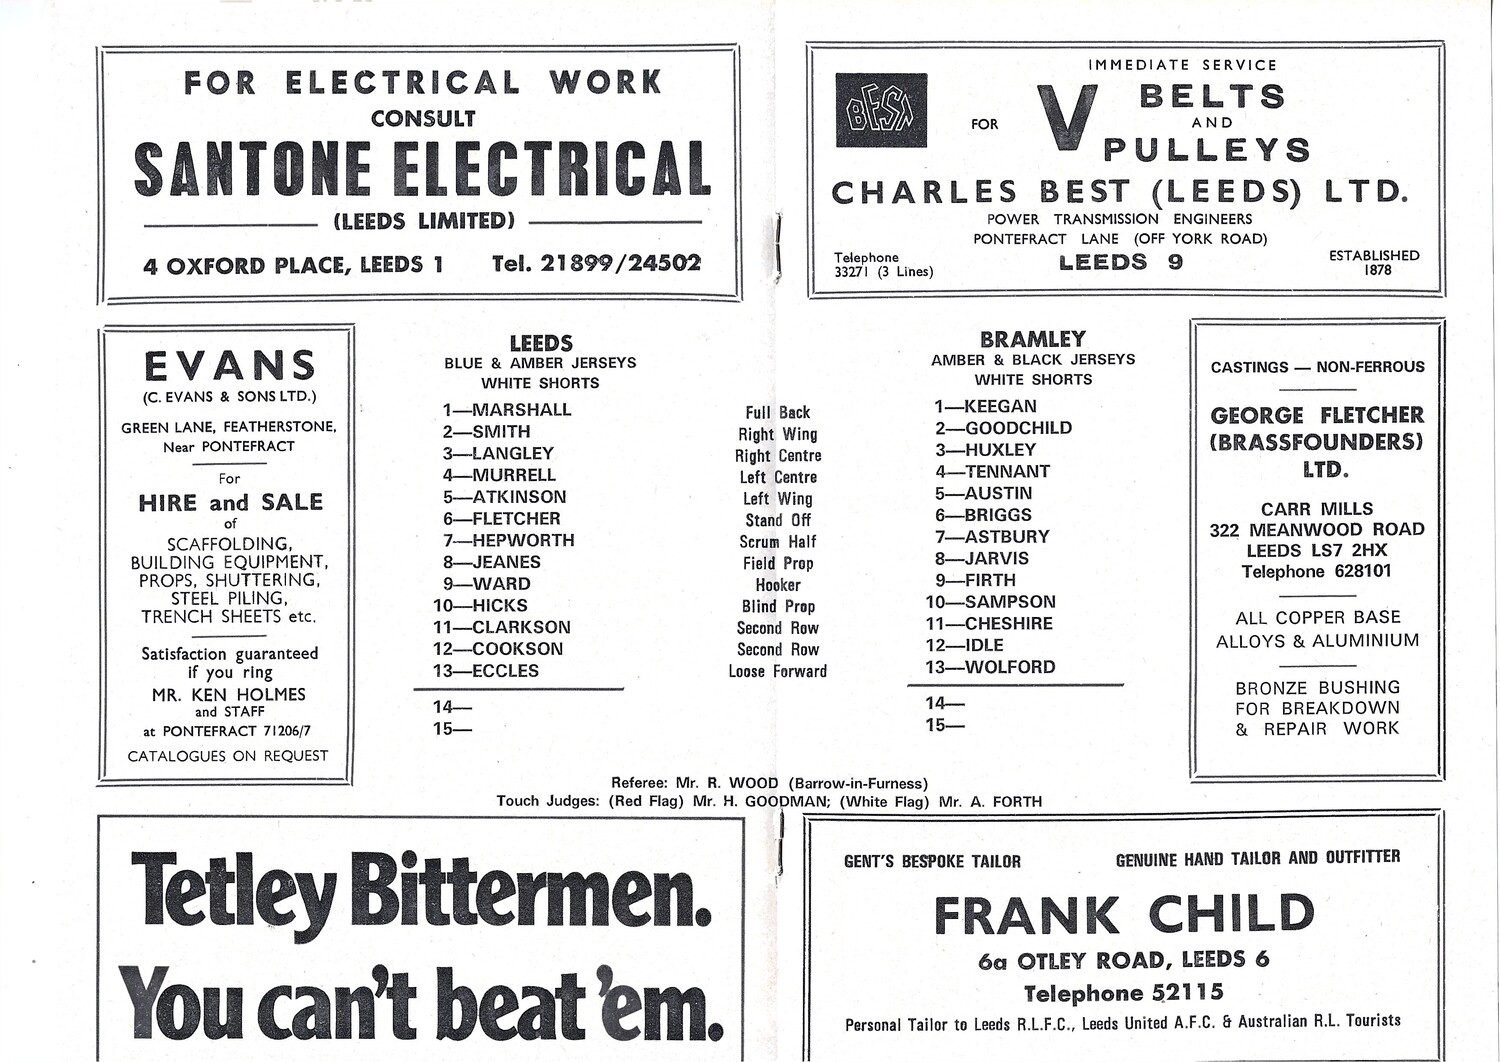 FOR ELECTRICAL WORK
CONSULT
SANTONE ELECTRICAL
(LEEDS LIMITED)
4 OXFORD PLACE, LEEDS 1 Tel. 21899/24502
BESN
IMMEDIATE SERVICE
FOR V BELTS
AND
PULLEYS
CHARLES BEST (LEEDS) LTD.
POWER TRANSMISSION ENGINEERS
PONTEFRACT LANE (OFF YORK ROAD)
Telephone
33271 (3 Lines)
LEEDS 9
ESTABLISHED
1878
EVANS
(C. EVANS & SONS LTD.)
GREEN LANE, FEATHERSTONE,
Near PONTEFRACT
For
HIRE and SALE
of
SCAFFOLDING,
BUILDING EQUIPMENT,
PROPS, SHUTTERING,
STEEL PILING,
TRENCH SHEETS etc.
Satisfaction guaranteed
if you ring
MR. KEN HOLMES
and STAFF
at PONTEFRACT 71206/7
CATALOGUES ON REQUEST
LEEDS
BLUE & AMBER JERSEYS
WHITE SHORTS
1—MARSHALL
2—SMITH
3—LANGLEY
4—MURRELL
5—ATKINSON
6—FLETCHER
7—HEPWORTH
8—JEANES
9—WARD
10—HICKS
11—CLARKSON
12—COOKSON
13—ECCLES
14—
15—
Full Back
Right Wing
Right Centre
Left Centre
Left Wing
Stand Off
Scrum Half
Field Prop
Hooker
Blind Prop
Second Row
Second Row
Loose Forward
BRAMLEY
AMBER & BLACK JERSEYS
WHITE SHORTS
1—KEEGAN
2—GOODCHILD
3—HUXLEY
4—TENNANT
5—AUSTIN
6—BRIGGS
7—ASTBURY
8—JARVIS
9—FIRTH
10—SAMPSON
11—CHESHIRE
12—IDLE
13—WOLFORD
14—
15—
CASTINGS — NON-FERROUS
GEORGE FLETCHER
(BRASSFOUNDERS)
LTD.
CARR MILLS
322 MEANWOOD ROAD
LEEDS LS7 2HX
Telephone 628101
ALL COPPER BASE
ALLOYS & ALUMINIUM
BRONZE BUSHING
FOR BREAKDOWN
& REPAIR WORK
Referee: Mr. R. WOOD (Barrow-in-Furness)
Touch Judges: (Red Flag) Mr. H. GOODMAN; (White Flag) Mr. A. FORTH
Tetley Bittermen.
You can't beat 'em.
GENT'S BESPOKE TAILOR GENUINE HAND TAILOR AND OUTFITTER
FRANK CHILD
6a OTLEY ROAD, LEEDS 6
Telephone 52115
Personal Tailor to Leeds R.L.F.C., Leeds United A.F.C. & Australian R.L. Tourists